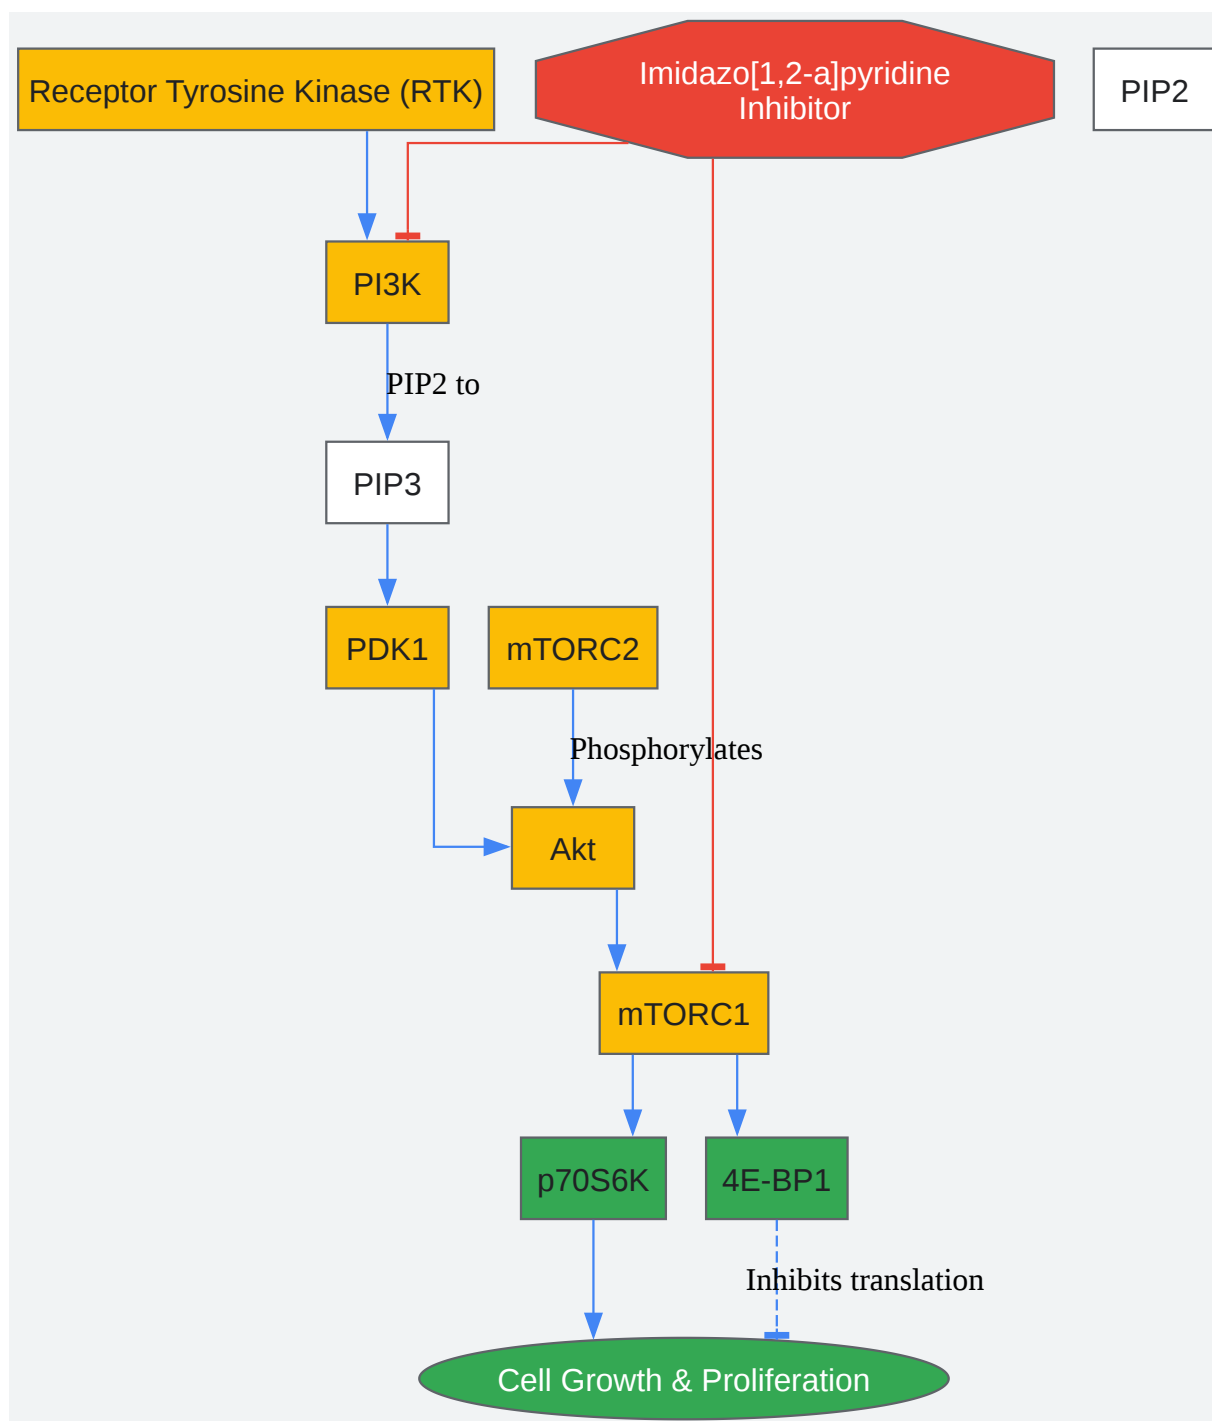 Receptor Tyrosine Kinase (RTK)
Imidazo[1,2-a]pyridine
Inhibitor
PIP2
PI3K
PIP2 to
PIP3
PDK1
mTORC2
Phosphorylates
Akt
mTORC1
p70S6K
4E-BP1
Inhibits translation
Cell Growth & Proliferation